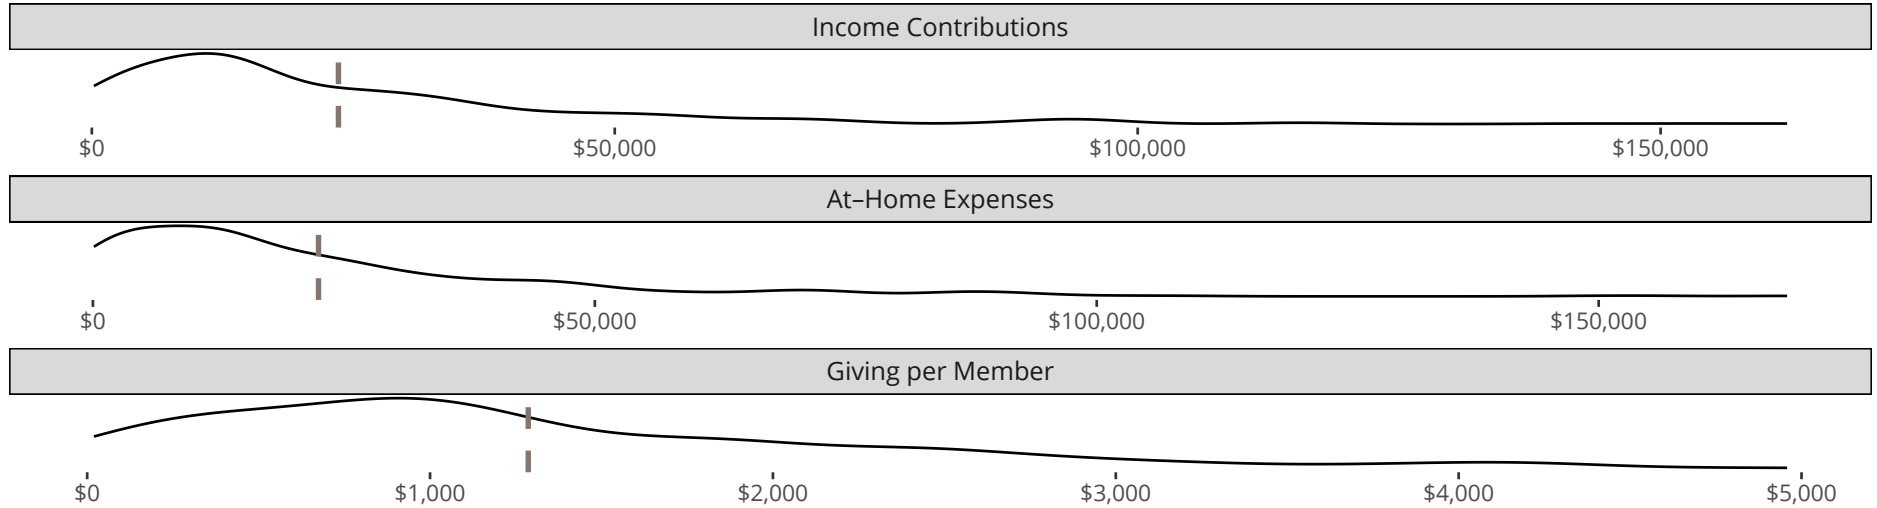 Income Contributions
$0 $50,000 $100,000 $150,000
At–Home Expenses
$0 $50,000 $100,000 $150,000
Giving per Member
$0 $1,000 $2,000 $3,000 $4,000 $5,000